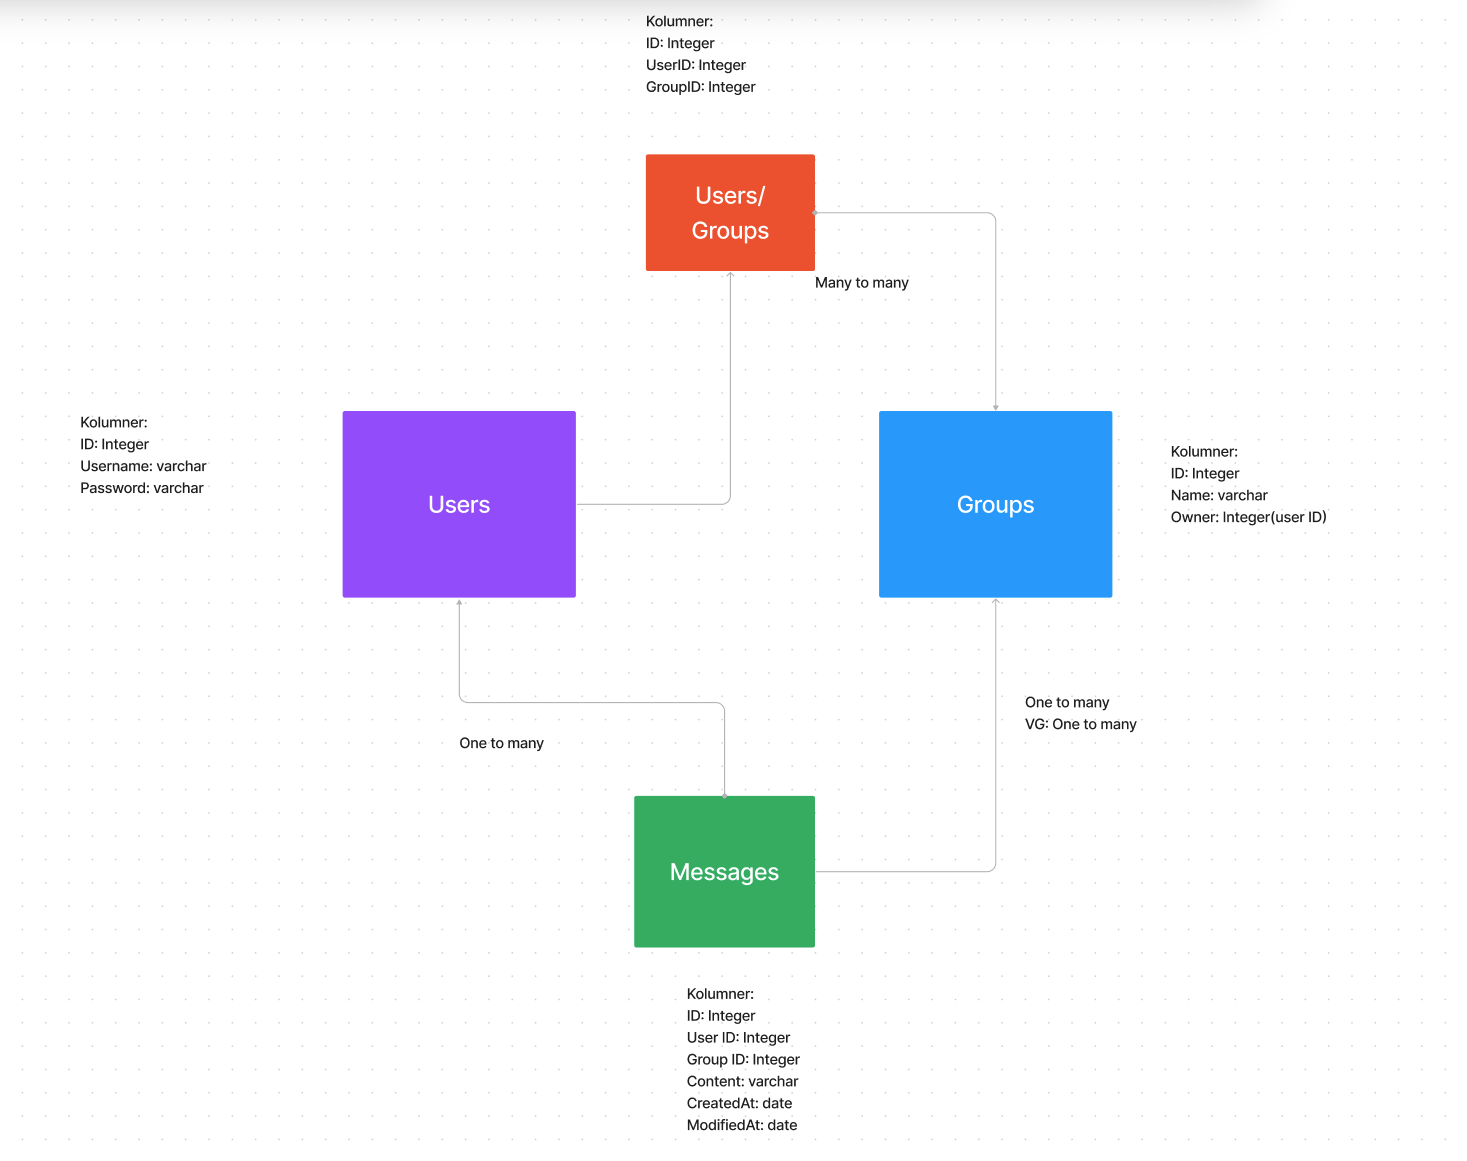 Kolumner:
ID: Integer
UserID: Integer
GroupID: Integer
Users/
Groups
Many to many
Kolumner:
ID: Integer
Username: varchar
Password: varchar
Users
Groups
Kolumner:
ID: Integer
Name: varchar
Owner: Integer(user ID)
One to many
VG: One to many
One to many
Messages
Kolumner:
ID: Integer
User ID: Integer
Group ID: Integer
Content: varchar
CreatedAt: date
ModifiedAt: date